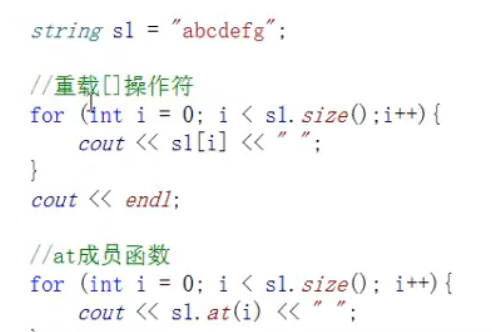 string s1 = "abcdefg";
//重载[]操作符
for (int i = 0; i < s1.size();i++){
cout << s1[i] << " ";
}
cout << endl;
//at成员函数
for (int i = 0; i < s1.size(); i++){
cout << s1.at(i) << " ";